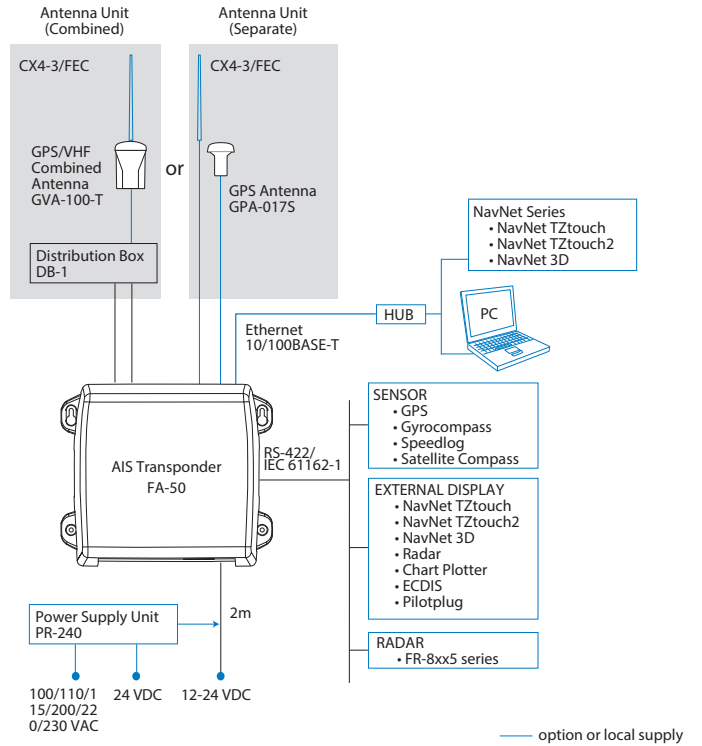 Antenna Unit
(Combined)
Antenna Unit
(Separate)
CX4-3/FEC
CX4-3/FEC
GPS/VHF
Combined
Antenna
GVA-100-T
or
GPS Antenna
GPA-017S
Distribution Box
DB-1
NavNet Series
• NavNet TZtouch
• NavNet TZtouch2
• NavNet 3D
HUB
PC
Ethernet
10/100BASE-T
AIS Transponder
FA-50
RS-422/
IEC 61162-1
SENSOR
• GPS
• Gyrocompass
• Speedlog
• Satellite Compass
EXTERNAL DISPLAY
• NavNet TZtouch
• NavNet TZtouch2
• NavNet 3D
• Radar
• Chart Plotter
• ECDIS
• Pilotplug
RADAR
• FR-8xx5 series
Power Supply Unit
PR-240
2m
100/110/1
15/200/22
0/230 VAC
24 VDC
12-24 VDC
option or local supply